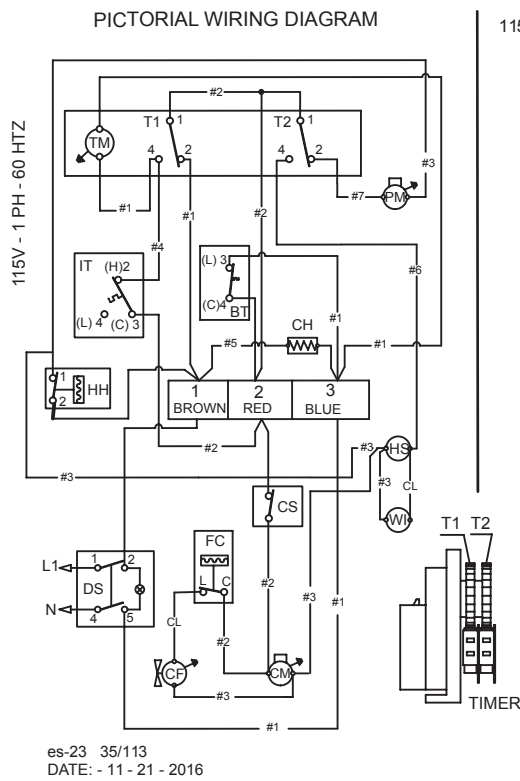 PICTORIAL WIRING DIAGRAM
115
115V - 1 PH - 60 HTZ
#2
T1 1 T2 1
TM
4 2 4 2
#3
#1 #1 #2 #7 PM
#4
#6
IT (H)2
(L) 4 (C) 3
(L) 3
(C)4 BT
#1
#5 CH #1
1
2 HH
1 2 3
BROWN RED BLUE
#2
#3
#3 HS
#3 CL
WI
CS
T1 T2
FC
L1 1 2
DS
N 4 5
L C
#2 #3 #1
CL #2
CF CM
#3
#1
TIMER
es-23 35/113
DATE: - 11 - 21 - 2016